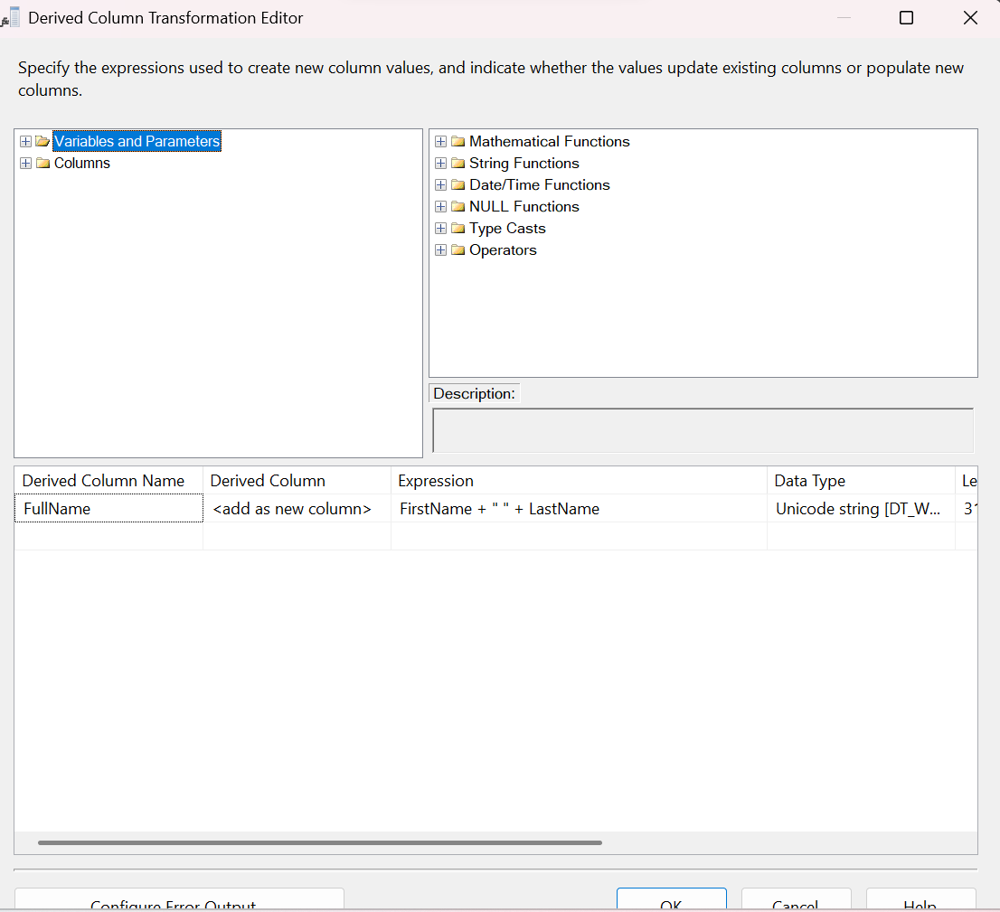 Derived Column Transformation Editor
Specify the expressions used to create new column values, and indicate whether the values update existing columns or populate new
columns.
Variables and Parameters
Columns
Mathematical Functions
String Functions
Date/Time Functions
NULL Functions
Type Casts
Operators
Description:
Derived Column Name Derived Column Expression Data Type Le
FullName <add as new column> FirstName + " " + LastName Unicode string [DT_W... 31
Configure Error Output OK Cancel Help